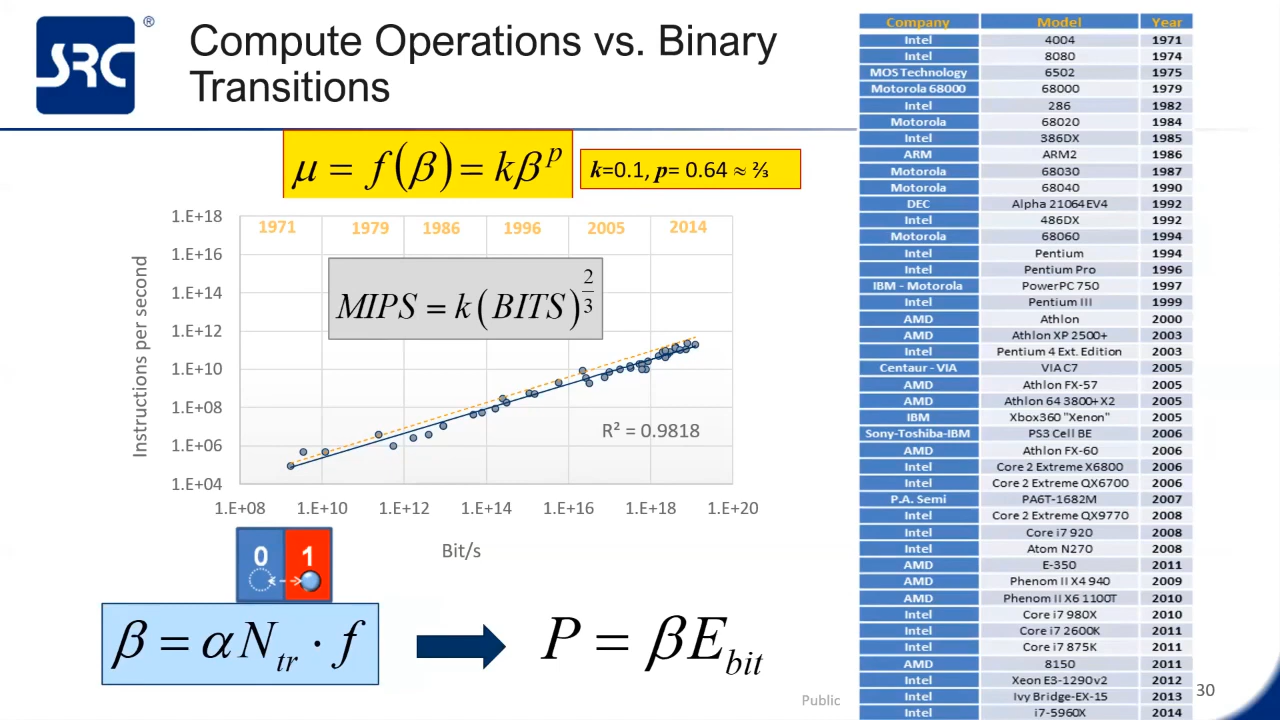 SRC
®
Compute Operations vs. Binary
Transitions
μ = f(β) = kβ^p
k=0.1, p= 0.64 ≈ ⅔
1.E+18
1.E+16
1.E+14
1.E+12
1.E+10
1.E+08
1.E+06
1.E+04
Instructions per second
1971 1979 1986 1996 2005 2014
MIPS = k(BITS)^(2/3)
R² = 0.9818
1.E+08 1.E+10 1.E+12 1.E+14 1.E+16 1.E+18 1.E+20
Bit/s
0 1
β = αN_tr · f
P = βE_bit
Public
30
Company Model Year
Intel 4004 1971
Intel 8080 1974
MOS Technology 6502 1975
Motorola 68000 68000 1979
Intel 286 1982
Motorola 68020 1984
Intel 386DX 1985
ARM ARM2 1986
Motorola 68030 1987
Motorola 68040 1990
DEC Alpha 21064EV4 1992
Intel 486DX 1992
Motorola 68060 1994
Intel Pentium 1994
Intel Pentium Pro 1996
IBM - Motorola PowerPC 750 1997
Intel Pentium III 1999
AMD Athlon 2000
AMD Athlon XP 2500+ 2003
Intel Pentium 4 Ext. Edition 2003
Centaur - VIA VIA C7 2005
AMD Athlon FX-57 2005
AMD Athlon 64 3800+ X2 2005
IBM Xbox360 "Xenon" 2005
Sony-Toshiba-IBM PS3 Cell BE 2006
AMD Athlon FX-60 2006
Intel Core 2 Extreme X6800 2006
Intel Core 2 Extreme QX6700 2006
P.A. Semi PA6T-1682M 2007
Intel Core 2 Extreme QX9770 2008
Intel Core i7 920 2008
Intel Atom N270 2008
AMD E-350 2011
AMD Phenom II X4 940 2009
AMD Phenom II X6 1100T 2010
Intel Core i7 980X 2010
Intel Core i7 2600K 2011
Intel Core i7 875K 2011
AMD 8150 2011
Intel Xeon E3-1290 v2 2012
Intel Ivy Bridge-EX-15 2013
Intel i7-5960X 2014